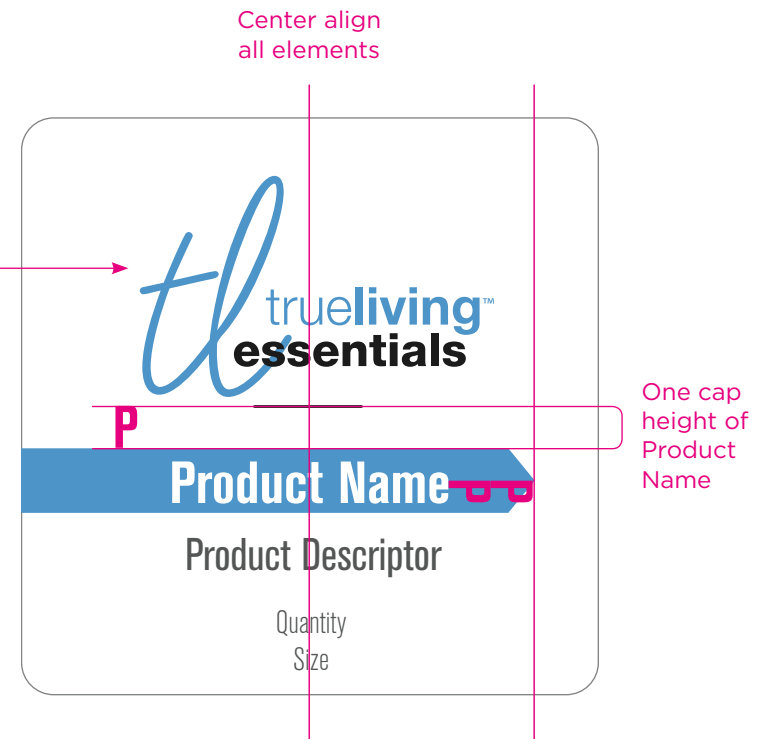 Center align
all elements
tl
trueliving™
essentials
P
One cap
height of
Product
Name
Product Name
PP
Product Descriptor
Quantity
Size